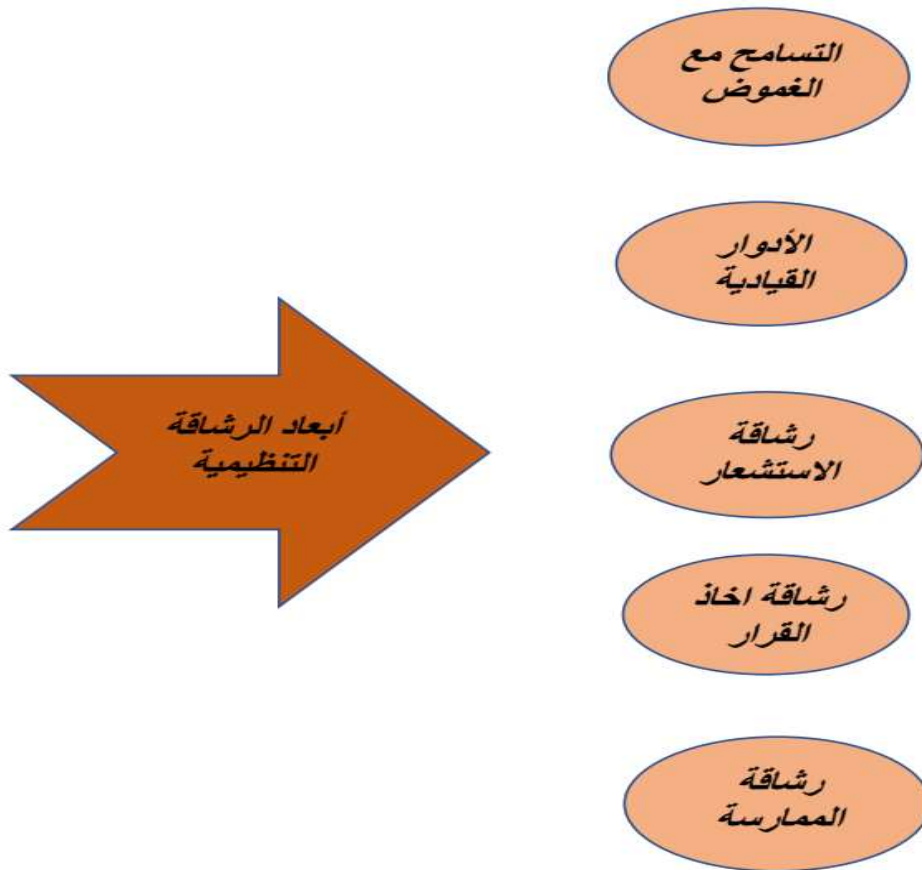 التسامح مع
الغموض
الأدوار
القيادية
أبعاد الرشاقة
التنظيمية
رشاقة
الاستشعار
رشاقة اخاذ
القرار
رشاقة
الممارسة